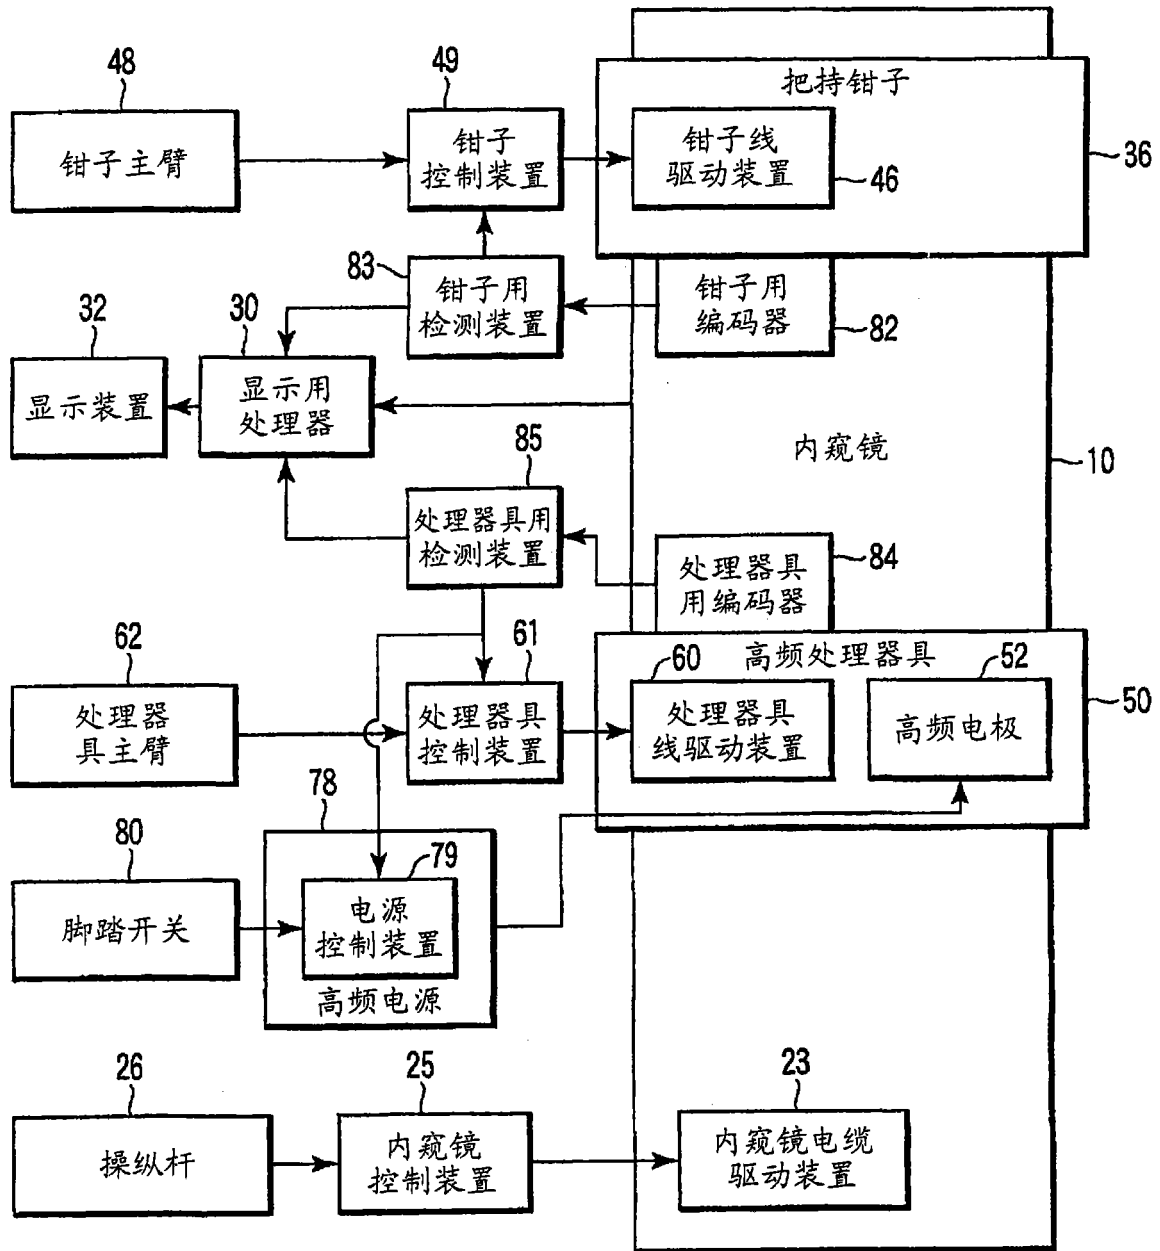 48
49
把持钳子
钳子主臂
钳子
控制装置
钳子线
驱动装置
46
36
83
钳子用
检测装置
钳子用
编码器
82
32
30
显示装置
显示用
处理器
内窥镜
10
85
处理器具用
检测装置
处理器具
用编码器
84
62
61
高频处理器具
60
52
50
处理器
具主臂
处理器具
控制装置
处理器具
线驱动装置
高频电极
78
80
79
脚踏开关
电源
控制装置
高频电源
26
25
23
操纵杆
内窥镜
控制装置
内窥镜电缆
驱动装置